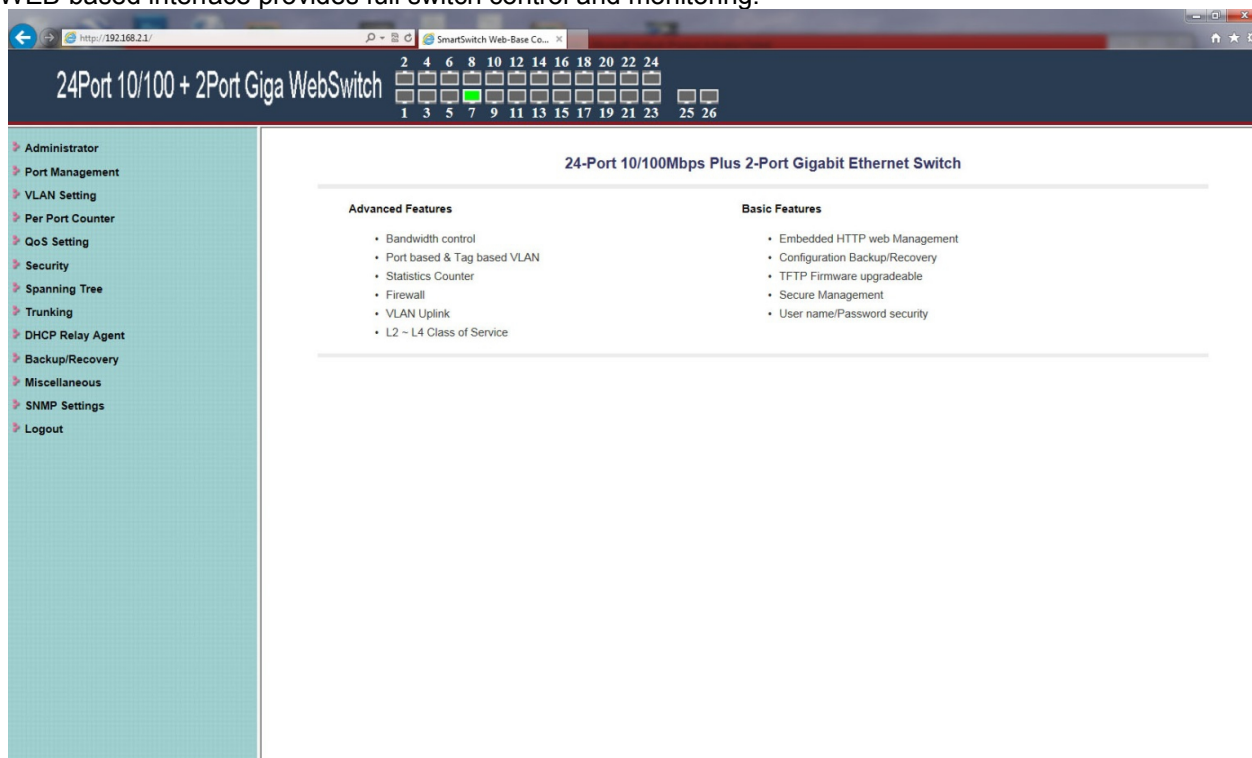 WEB based interface provides full switch control and monitoring.
http://192.168.2.1/
SmartSwitch Web-Base Co...
24Port 10/100 + 2Port Giga WebSwitch
2 4 6 8 10 12 14 16 18 20 22 24
1 3 5 7 9 11 13 15 17 19 21 23 25 26
Administrator
Port Management
VLAN Setting
Per Port Counter
QoS Setting
Security
Spanning Tree
Trunking
DHCP Relay Agent
Backup/Recovery
Miscellaneous
SNMP Settings
Logout
24-Port 10/100Mbps Plus 2-Port Gigabit Ethernet Switch
Advanced Features
• Bandwidth control
• Port based & Tag based VLAN
• Statistics Counter
• Firewall
• VLAN Uplink
• L2 ~ L4 Class of Service
Basic Features
• Embedded HTTP web Management
• Configuration Backup/Recovery
• TFTP Firmware upgradeable
• Secure Management
• User name/Password security